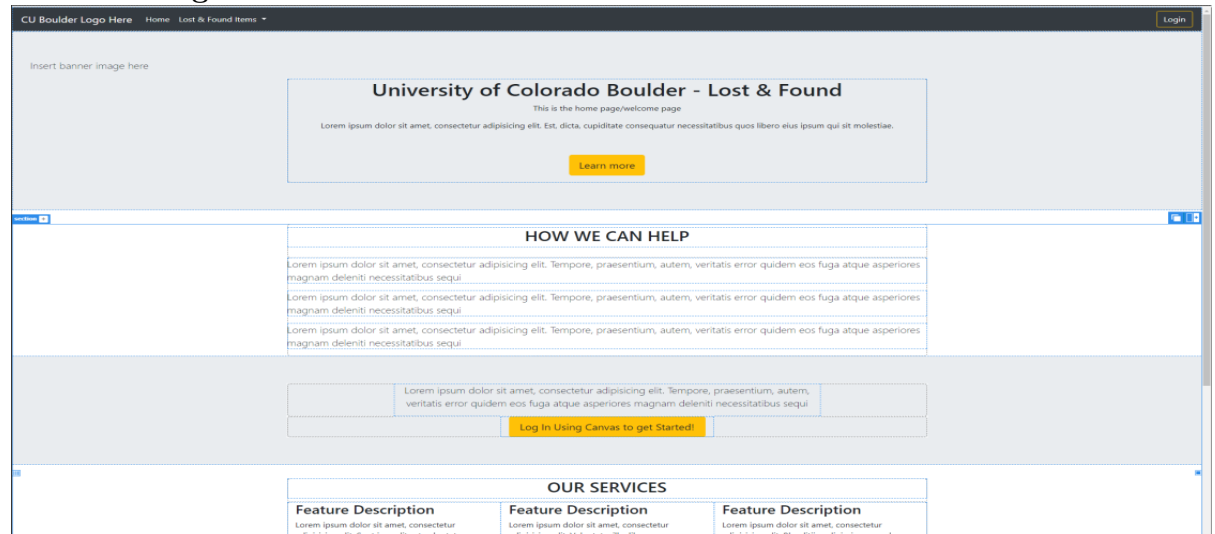 CU Boulder Logo Here Home Lost & Found Items Login
Insert banner image here
University of Colorado Boulder - Lost & Found
This is the home page/welcome page
Lorem ipsum dolor sit amet, consectetur adipisicing elit. Est, dicta, cupiditate consequatur necessitatibus quos libero eius ipsum qui sit molestiae.
Learn more
section +
HOW WE CAN HELP
Lorem ipsum dolor sit amet, consectetur adipisicing elit. Tempore, praesentium, autem, veritatis error quidem eos fuga atque asperiores
magnam deleniti necessitatibus sequi
Lorem ipsum dolor sit amet, consectetur adipisicing elit. Tempore, praesentium, autem, veritatis error quidem eos fuga atque asperiores
magnam deleniti necessitatibus sequi
Lorem ipsum dolor sit amet, consectetur adipisicing elit. Tempore, praesentium, autem, veritatis error quidem eos fuga atque asperiores
magnam deleniti necessitatibus sequi
Lorem ipsum dolor sit amet, consectetur adipisicing elit. Tempore, praesentium, autem,
veritatis error quidem eos fuga atque asperiores magnam deleniti necessitatibus sequi
Log In Using Canvas to get Started!
OUR SERVICES
Feature Description Feature Description Feature Description
Lorem ipsum dolor sit amet, consectetur Lorem ipsum dolor sit amet, consectetur Lorem ipsum dolor sit amet, consectetur